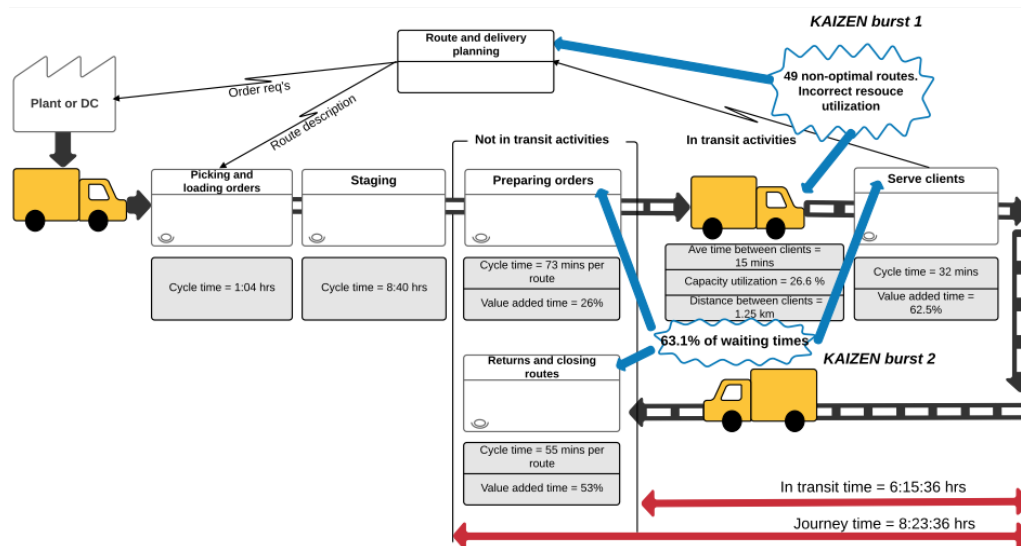 KAIZEN burst 1
Route and delivery
planning
49 non-optimal routes.
Incorrect resouce
utilization
Plant or DC
Order req's
Route description
Not in transit activities
In transit activities
Picking and
loading orders
Staging
Preparing orders
Serve clients
Cycle time = 1:04 hrs
Cycle time = 8:40 hrs
Cycle time = 73 mins per
route
Value added time = 26%
Ave time between clients =
15 mins
Capacity utilization = 26.6 %
Distance between clients =
1.25 km
Cycle time = 32 mins
Value added time =
62.5%
63.1% of waiting times
KAIZEN burst 2
Returns and closing
routes
Cycle time = 55 mins per
route
Value added time = 53%
In transit time = 6:15:36 hrs
Journey time = 8:23:36 hrs